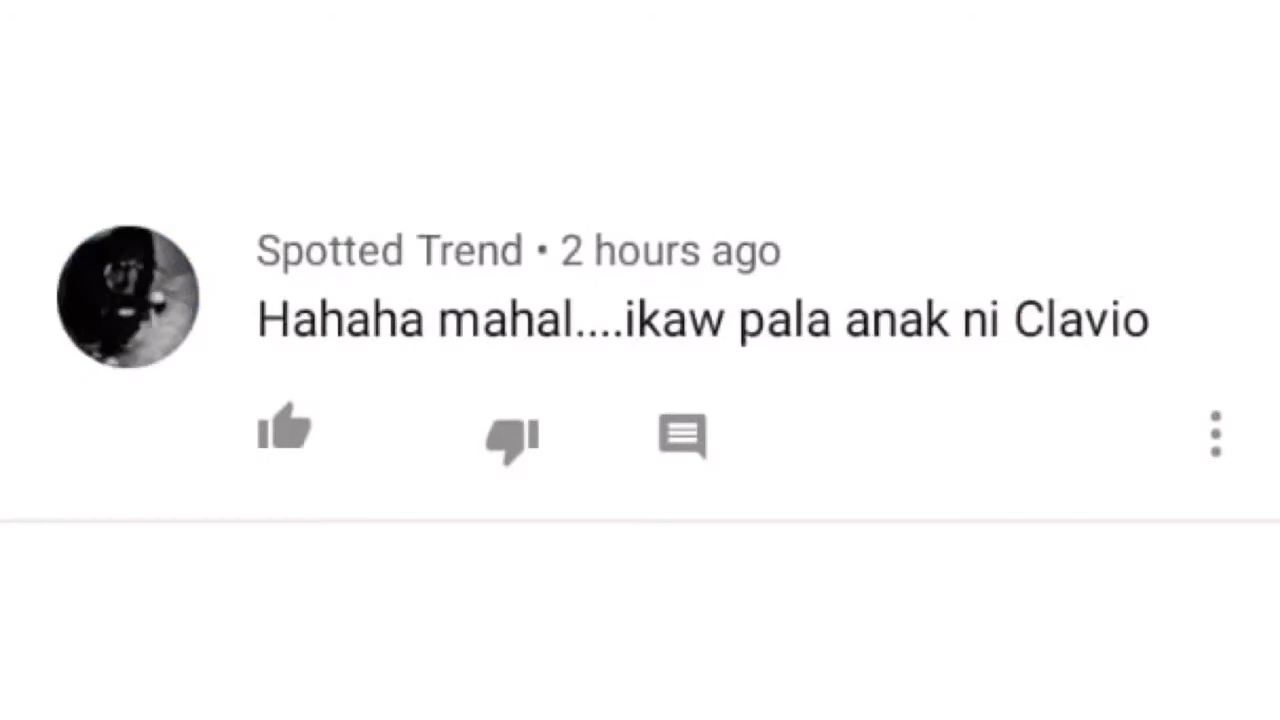 Spotted Trend • 2 hours ago
Hahaha mahal....ikaw pala anak ni Clavio